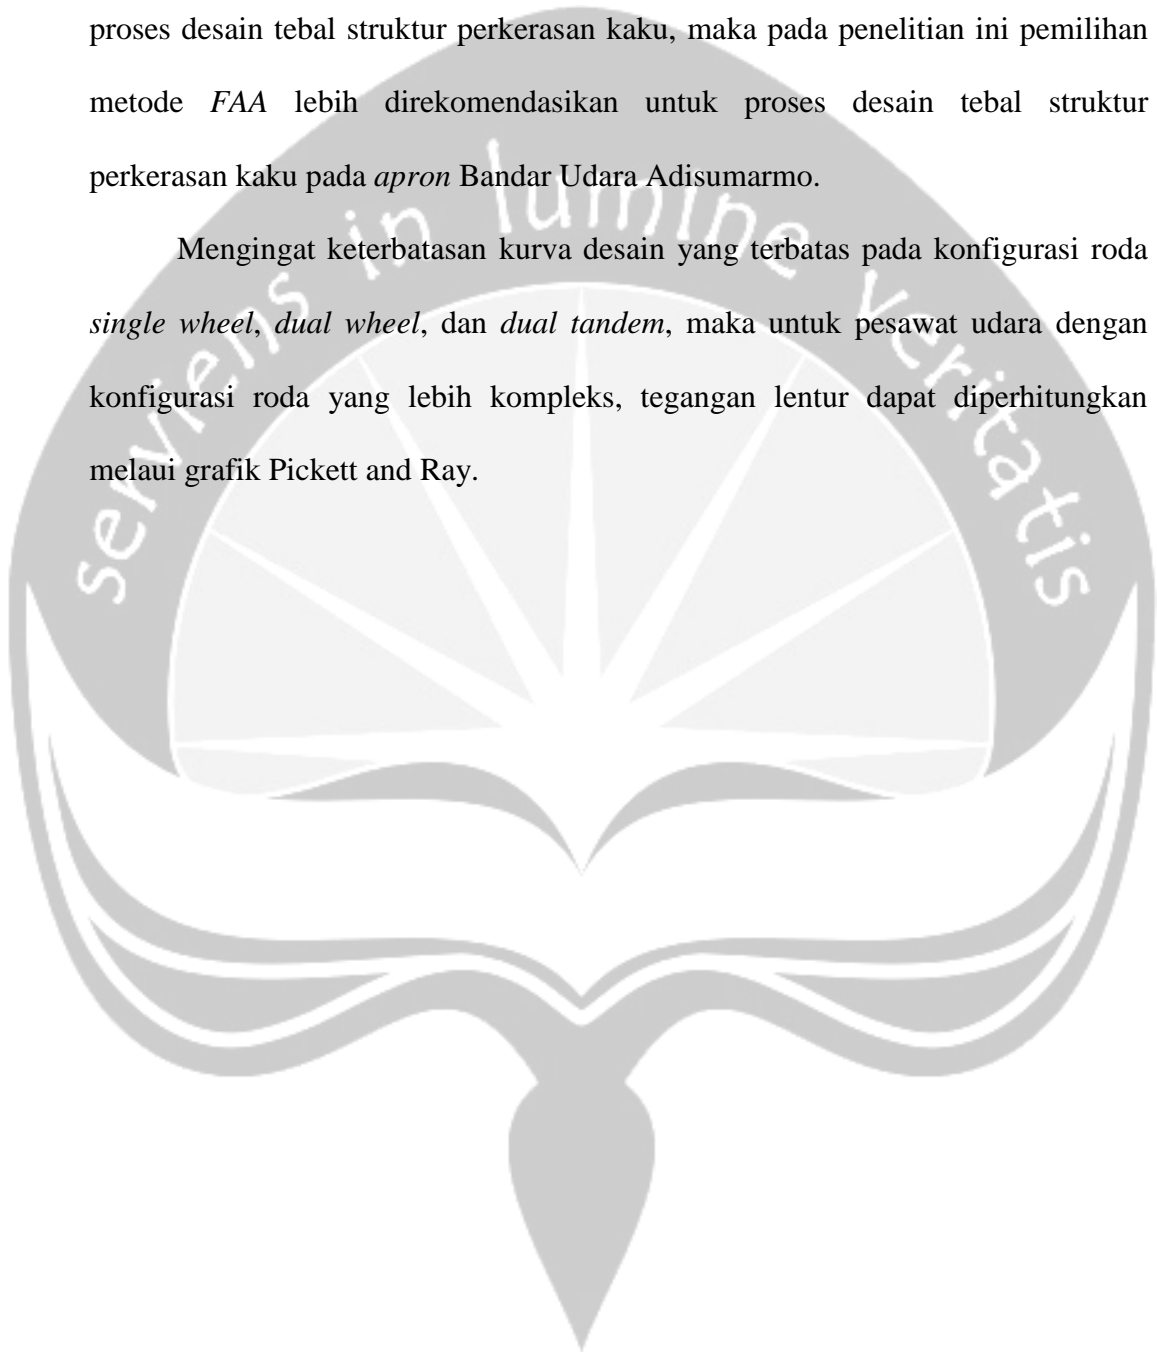 proses desain tebal struktur perkerasan kaku, maka pada penelitian ini pemilihan
metode FAA lebih direkomendasikan untuk proses desain tebal struktur
perkerasan kaku pada apron Bandar Udara Adisumarmo.
Mengingat keterbatasan kurva desain yang terbatas pada konfigurasi roda
single wheel, dual wheel, dan dual tandem, maka untuk pesawat udara dengan
konfigurasi roda yang lebih kompleks, tegangan lentur dapat diperhitungkan
melaui grafik Pickett and Ray.
serviens in lumine veritatis